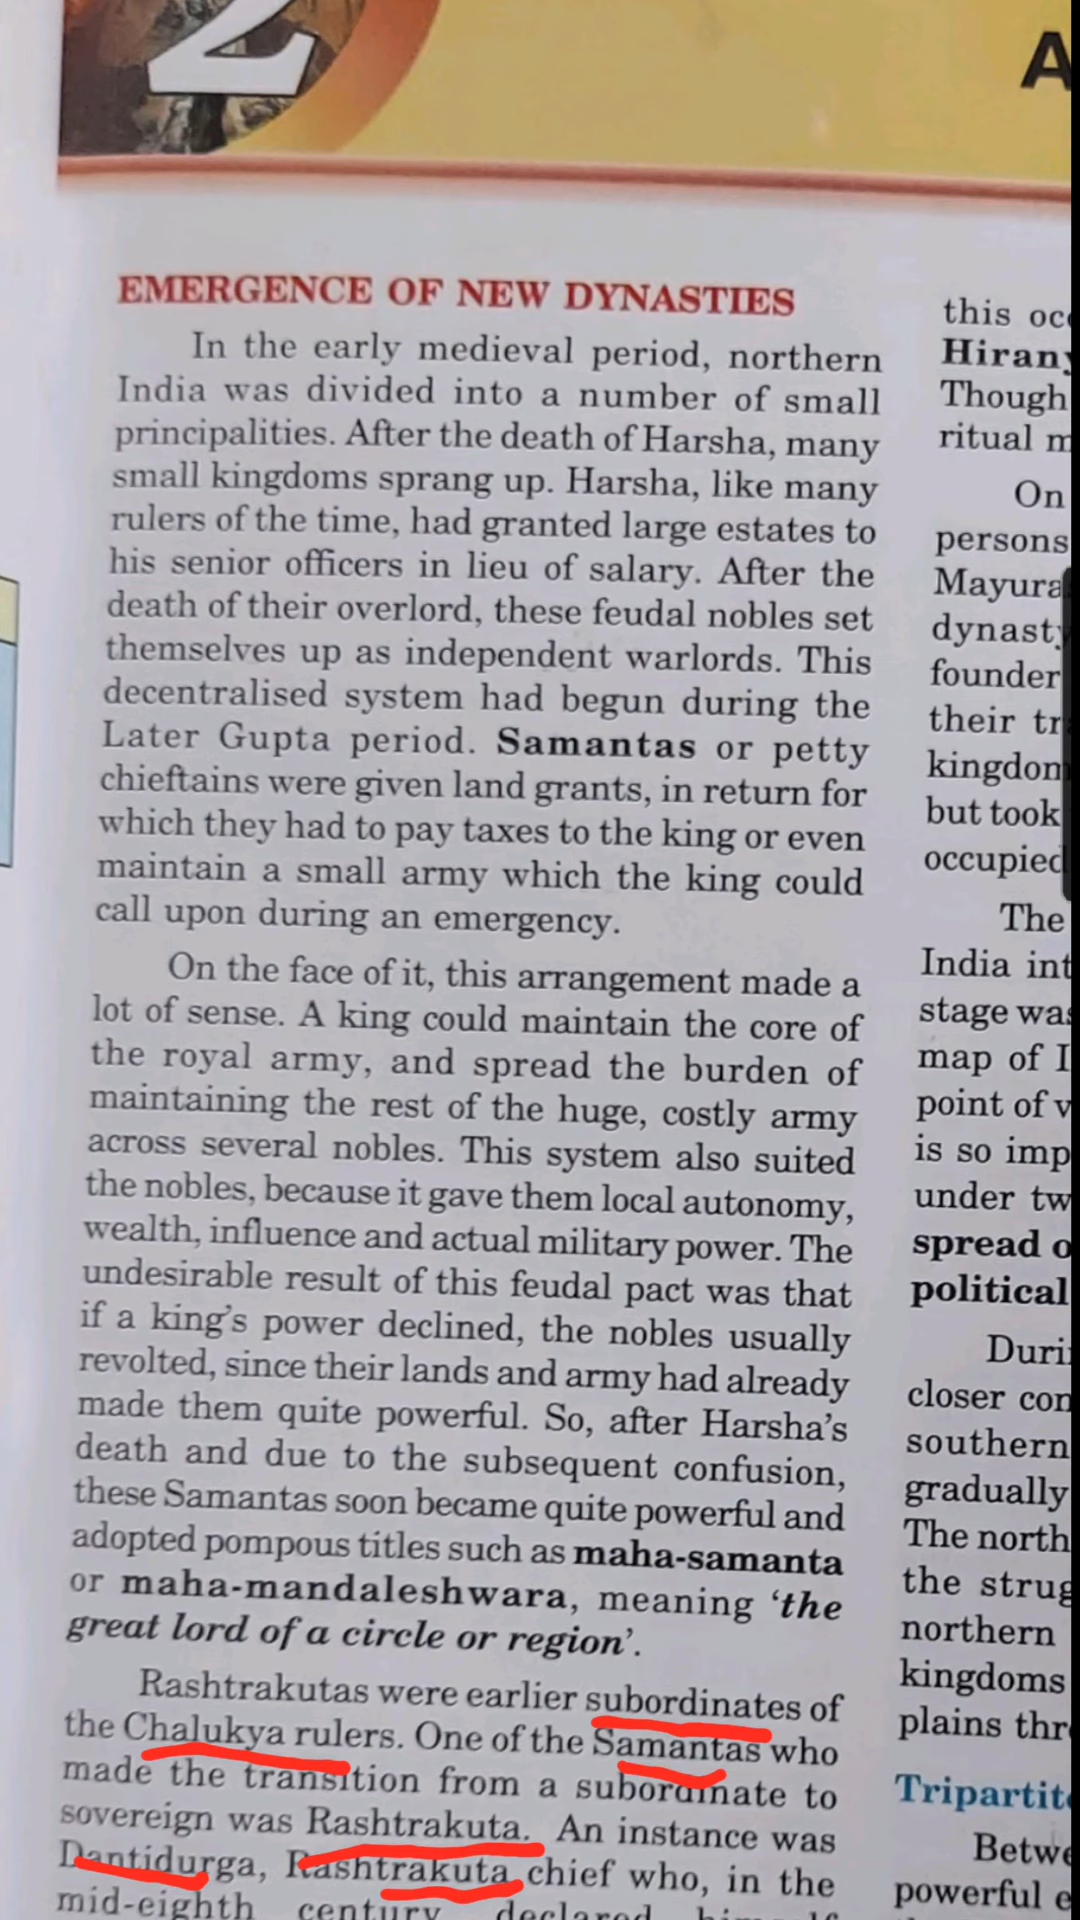 2
A
EMERGENCE OF NEW DYNASTIES
In the early medieval period, northern
India was divided into a number of small
principalities. After the death of Harsha, many
small kingdoms sprang up. Harsha, like many
rulers of the time, had granted large estates to
his senior officers in lieu of salary. After the
death of their overlord, these feudal nobles set
themselves up as independent warlords. This
decentralised system had begun during the
Later Gupta period. Samantas or petty
chieftains were given land grants, in return for
which they had to pay taxes to the king or even
maintain a small army which the king could
call upon during an emergency.
On the face of it, this arrangement made a
lot of sense. A king could maintain the core of
the royal army, and spread the burden of
maintaining the rest of the huge, costly army
across several nobles. This system also suited
the nobles, because it gave them local autonomy,
wealth, influence and actual military power. The
undesirable result of this feudal pact was that
if a king's power declined, the nobles usually
revolted, since their lands and army had already
made them quite powerful. So, after Harsha's
death and due to the subsequent confusion,
these Samantas soon became quite powerful and
adopted pompous titles such as maha-samanta
or maha-mandaleshwara, meaning 'the
great lord of a circle or region'.
Rashtrakutas were earlier subordinates of
the Chalukya rulers. One of the Samantas who
made the transition from a subordinate to
sovereign was Rashtrakuta. An instance was
Dantidurga, Rashtrakuta chief who, in the
mid-eighth century declared himself
this
Though
ritual
On
persons
dynasty
founder
their
but took
occupied
The
India
stage
map of
point of
is so
under
spread
political
closer
southern
gradually
The north
the
northern
kingdoms
plains
powerful